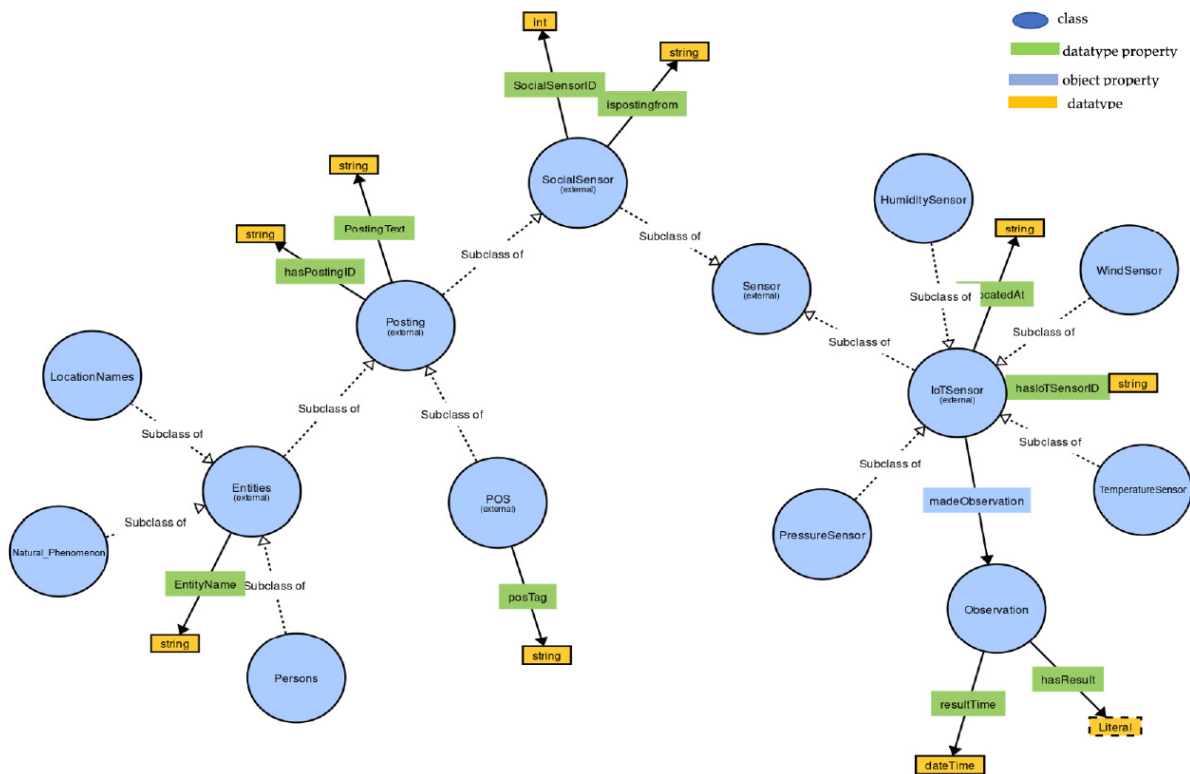 int
class
string
datatype property
SocialSensorID
object property
ispostingfrom
datatype
string
SocialSensor
(external)
HumiditySensor
string
PostingText
string
Subclass of
Subclass of
hasPostingID
Sensor
(external)
WindSensor
Subclass of
ocatedAt
Posting
(external)
Subclass of
Subclass of
LocationNames
IoTSensor
(external)
hasIoTSensorID
string
Subclass of
Subclass of
Subclass of
Subclass of
Subclass of
Entities
(external)
POS
(external)
madeObservation
TemperatureSensor
Subclass of
PressureSensor
Natural_Phenomenon
EntityName
Subclass of
posTag
Observation
string
string
Persons
hasResult
resultTime
Literal
dateTime